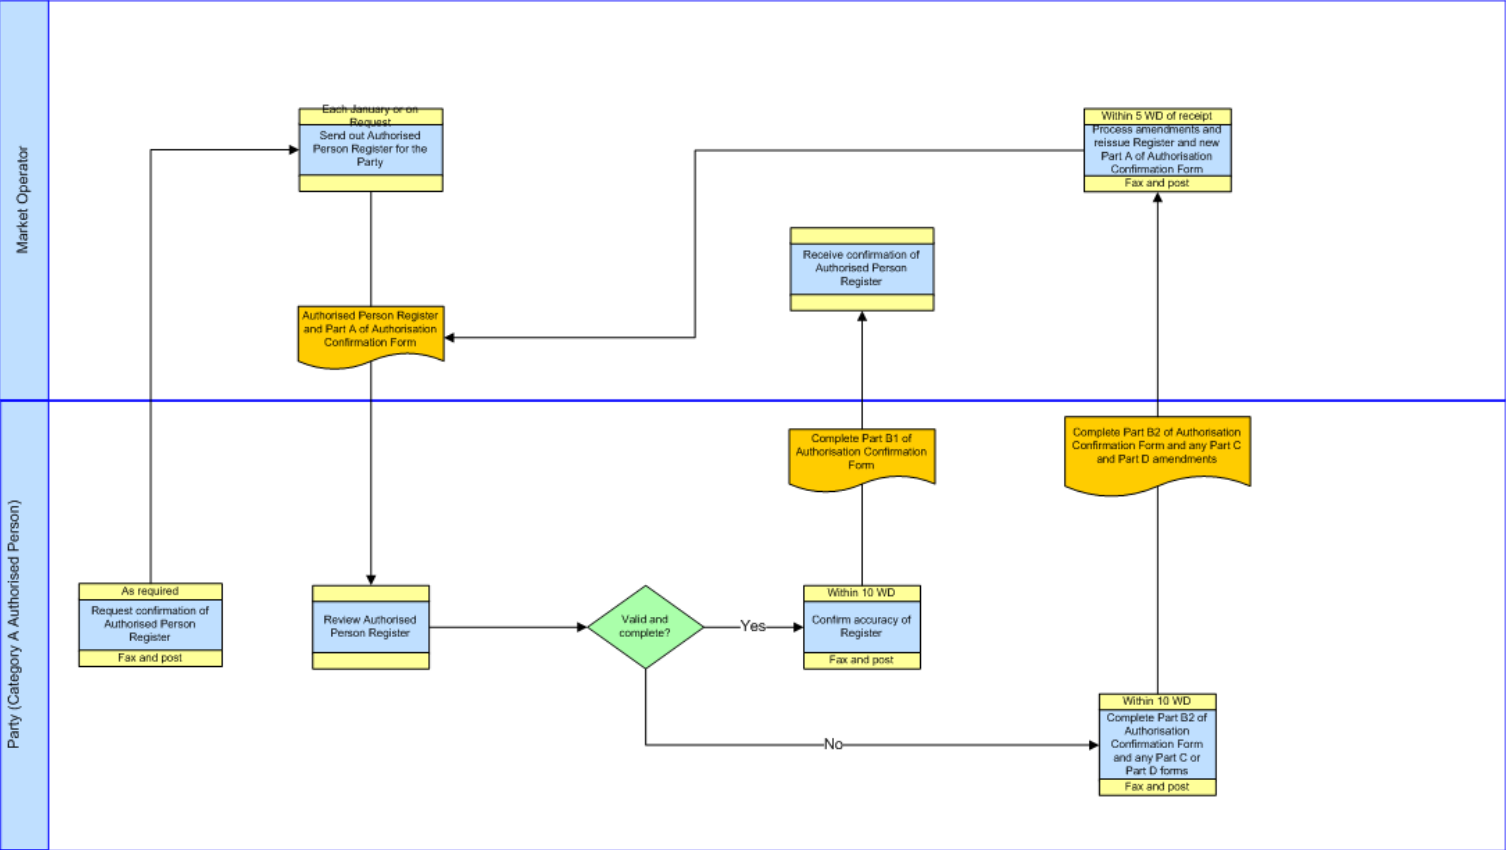 Market Operator
Each January or on
Request
Send out Authorised
Person Register for the
Party
Within 5 WD of receipt
Process amendments and
reissue Register and new
Part A of Authorisation
Confirmation Form
Fax and post
Receive confirmation of
Authorised Person
Register
Authorised Person Register
and Part A of Authorisation
Confirmation Form
Party (Category A Authorised Person)
Complete Part B1 of
Authorisation Confirmation
Form
Complete Part B2 of Authorisation
Confirmation Form and any Part C
and Part D amendments
As required
Request confirmation of
Authorised Person
Register
Fax and post
Review Authorised
Person Register
Valid and
complete?
Yes
Within 10 WD
Confirm accuracy of
Register
Fax and post
No
Within 10 WD
Complete Part B2 of
Authorisation
Confirmation Form
and any Part C or
Part D forms
Fax and post